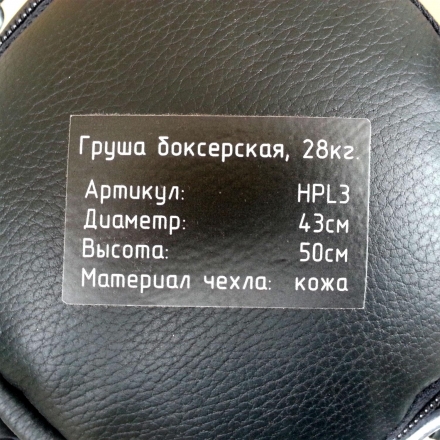 Груша боксерская, 28кг.
Артикул: HPL3
Диаметр: 43см
Высота: 50см
Материал чехла: кожа